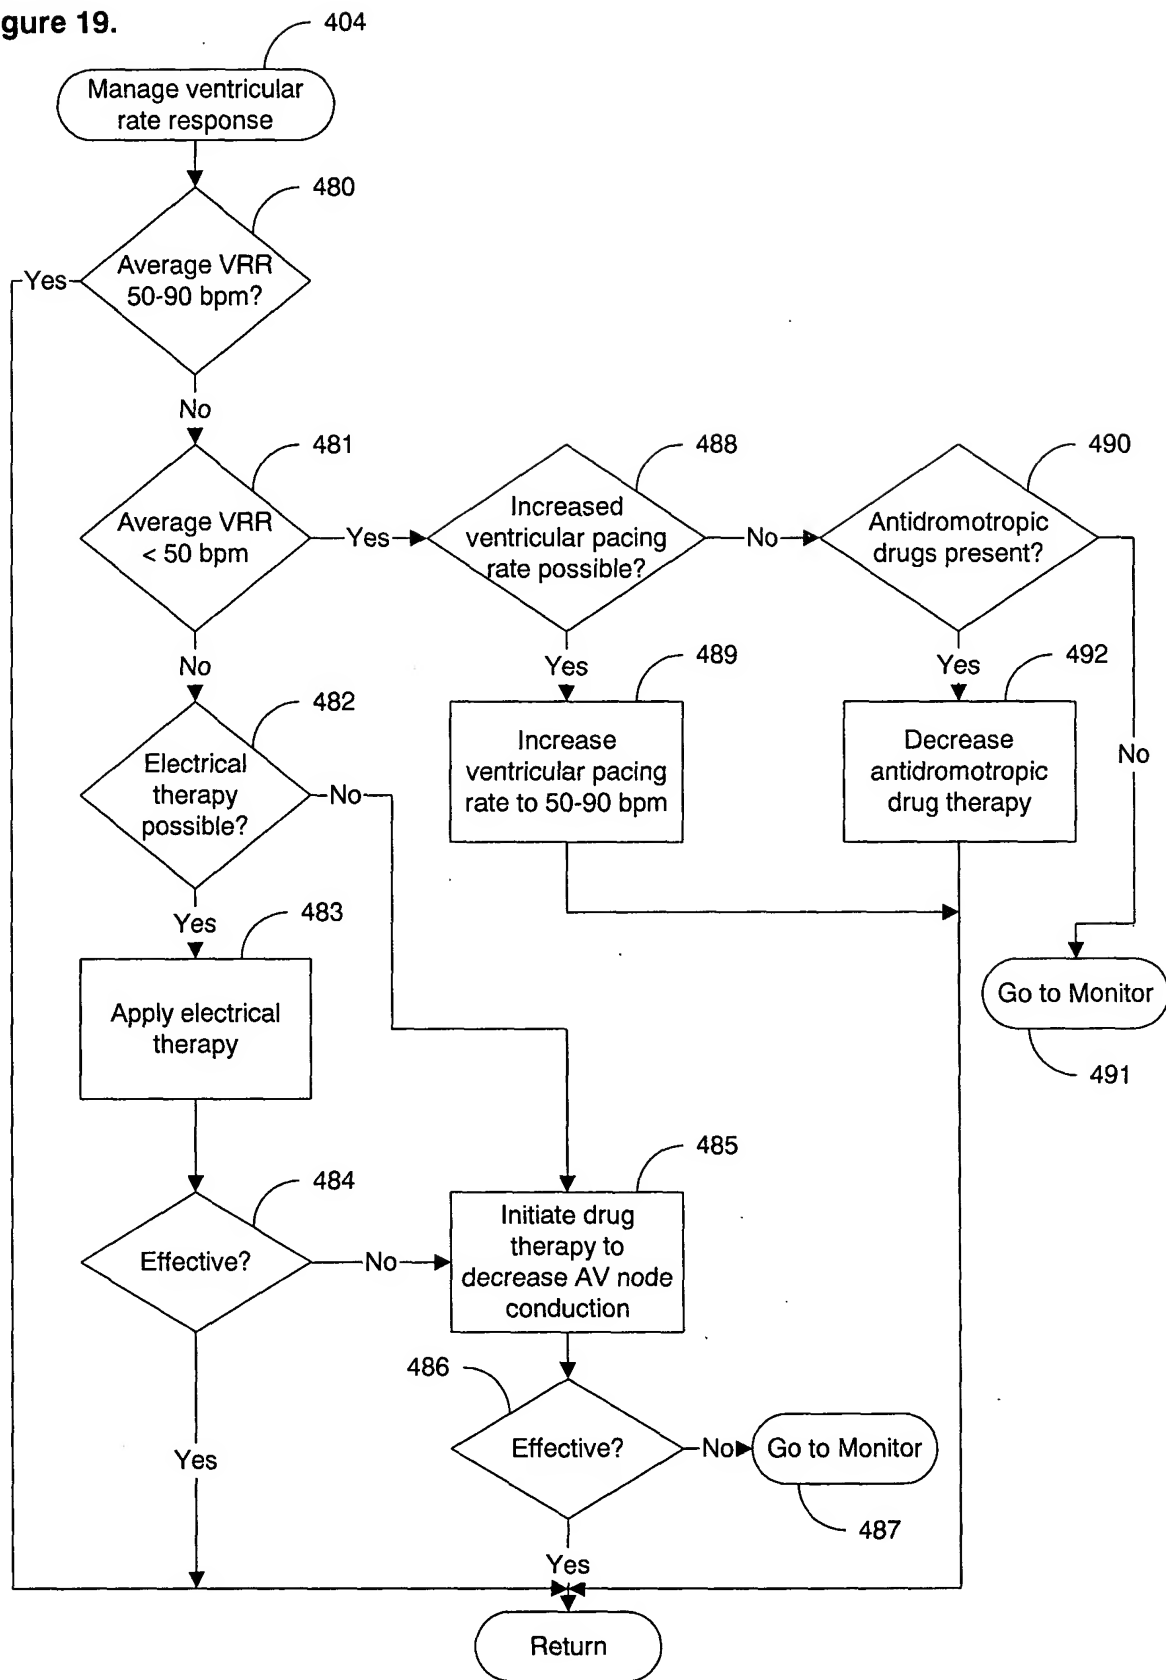 gure 19.
404
Manage ventricular
rate response
480
Average VRR
50-90 bpm?
Yes
No
481
Average VRR
< 50 bpm
Yes
488
Increased
ventricular pacing
rate possible?
No
490
Antidromotropic
drugs present?
No
482
Electrical
therapy
possible?
No
Yes
489
Increase
ventricular pacing
rate to 50-90 bpm
Yes
492
Decrease
antidromotropic
drug therapy
No
Yes
483
Apply electrical
therapy
Go to Monitor
491
484
Effective?
No
485
Initiate drug
therapy to
decrease AV node
conduction
486
Effective?
No
Go to Monitor
487
Yes
Yes
Return